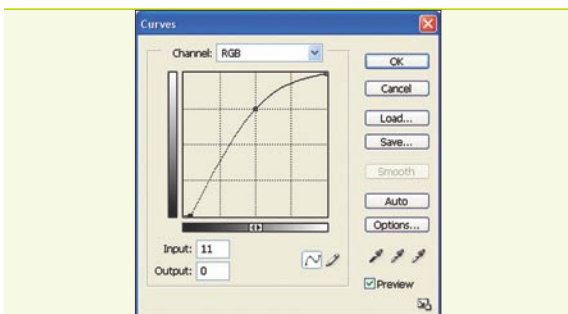 Curves
Channel: RGB
OK
Cancel
Load...
Save...
Smooth
Auto
Options...
Input: 11
Output: 0
Preview